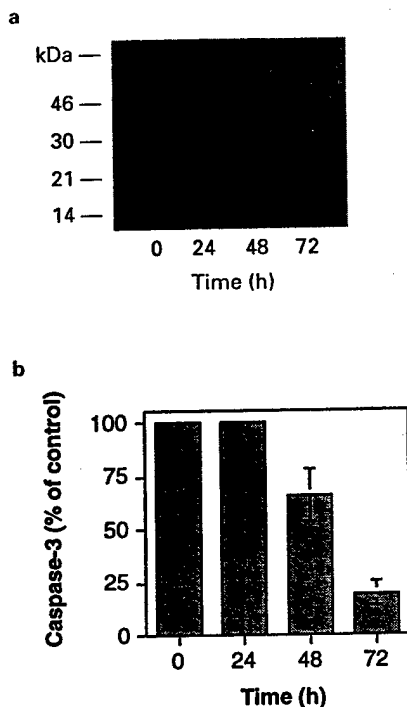 a
kDa —
46 —
30 —
21 —
14 —
0 24 48 72
Time (h)
b
Caspase-3 (% of control)
100
75
50
25
0
0 24 48 72
Time (h)